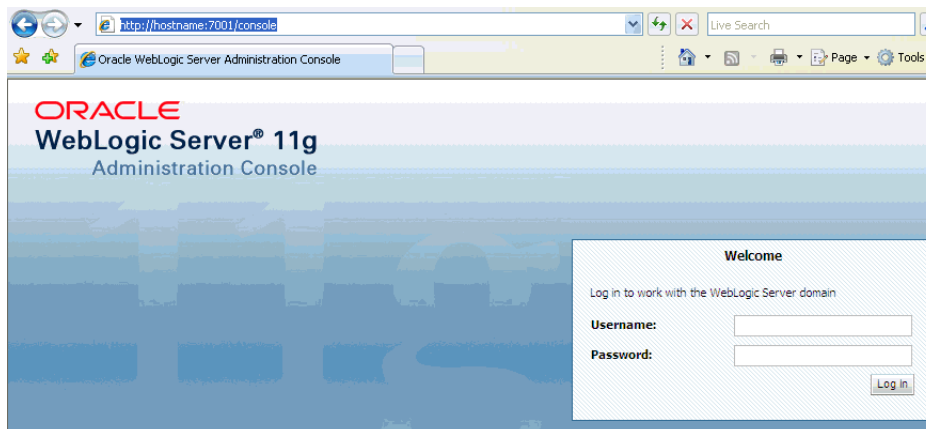 http://hostname:7001/console
Live Search
Oracle WebLogic Server Administration Console
Page
Tools
ORACLE
WebLogic Server® 11g
Administration Console
Welcome
Log in to work with the WebLogic Server domain
Username:
Password:
Log In